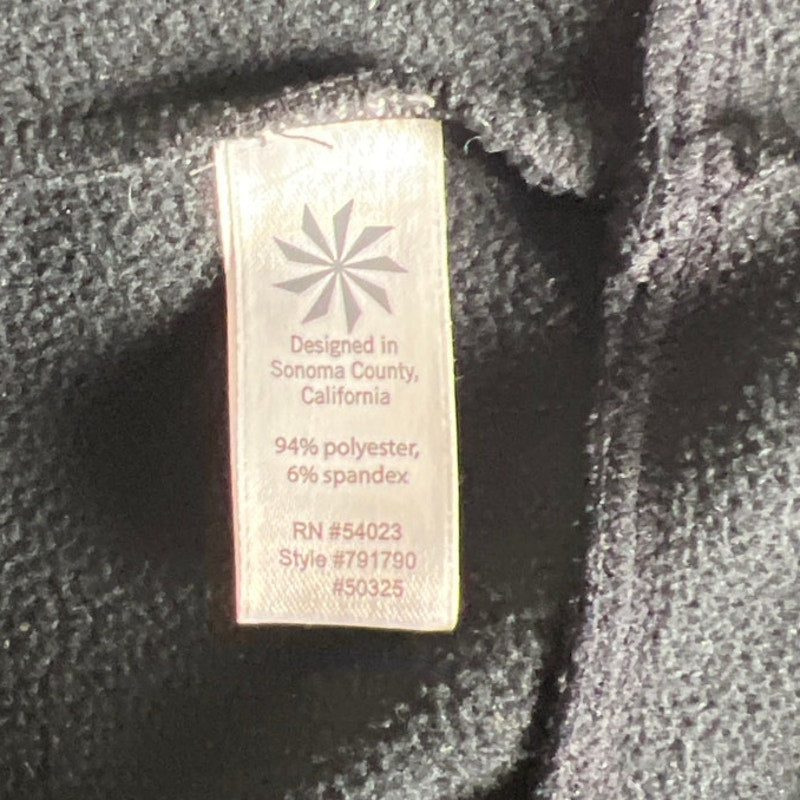 Designed in
Sonoma County,
California
94% polyester,
6% spandex
RN #54023
Style #791790
#50325